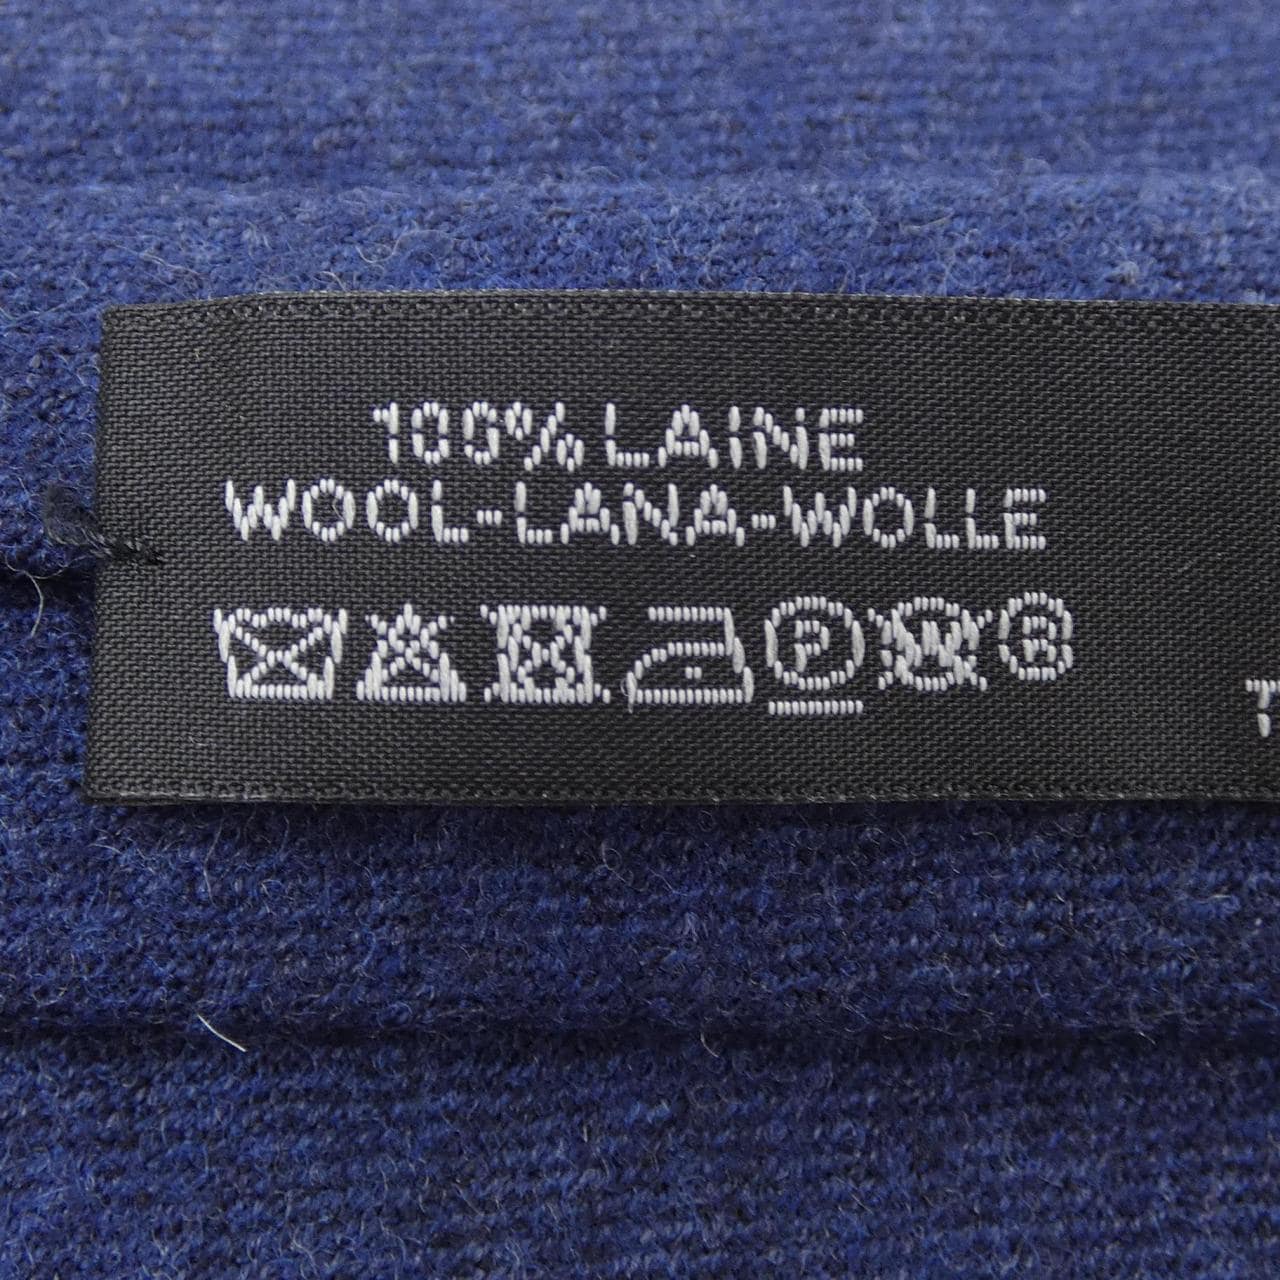 100% LAINE
WOOL-LANA-WOLLE
P W ®
T